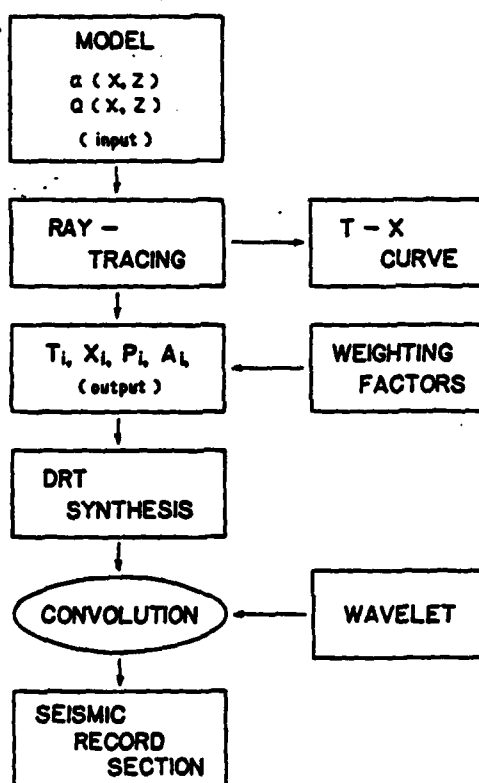 MODEL
α ( X, Z )
Q ( X, Z )
( input )
RAY –
TRACING
T – X
CURVE
Ti, Xi, Pi, Ai,
( output )
WEIGHTING
FACTORS
DRT
SYNTHESIS
CONVOLUTION
WAVELET
SEISMIC
RECORD
SECTION